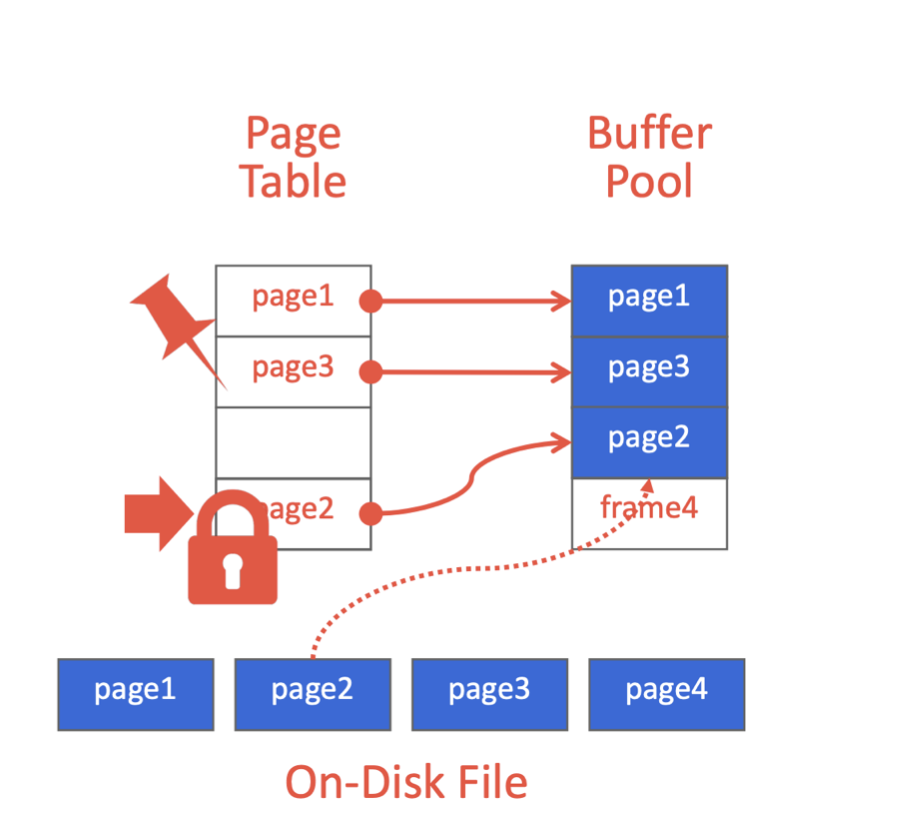 Page
Table
Buffer
Pool
page1
page3
page2
page1
page3
page2
frame4
page1
page2
page3
page4
On-Disk File